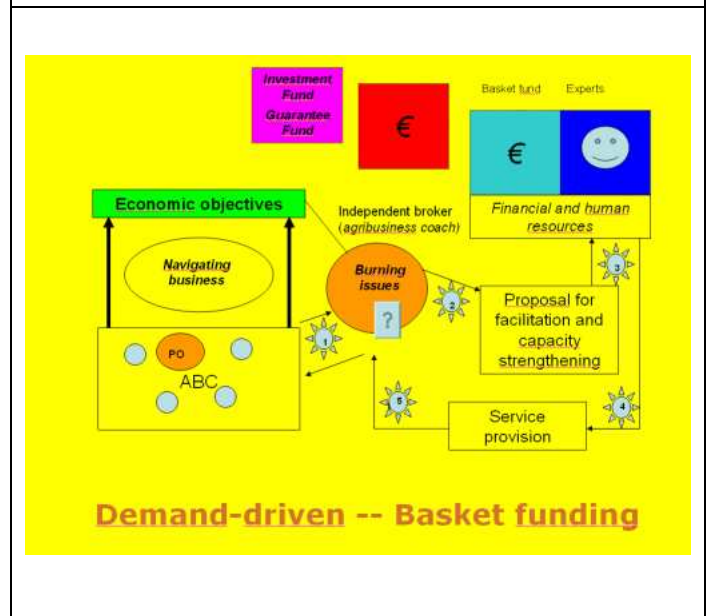 Investment
Fund
Guarantee
Fund
€
Basket fund
Experts
€
Financial and human
resources
Economic objectives
Independent broker
(agribusiness coach)
Navigating
business
Burning
issues
?
1
2
3
Proposal for
facilitation and
capacity
strengthening
PO
ABC
5
4
Service
provision
Demand-driven -- Basket funding